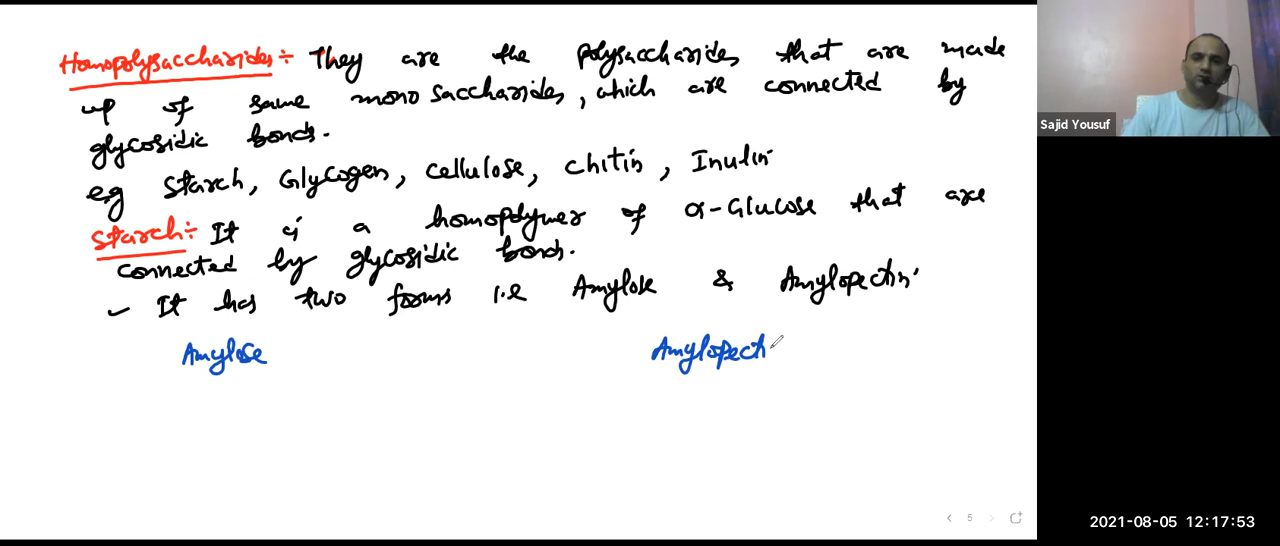 Homopolysaccharides÷ They are the polysaccharides that are made
up of same mono saccharides, which are connected by
glycosidic bonds.
e.g Starch, Glycogen, cellulose, chitin, Inulin
Starch÷ It is a homopolymer of α-Glucose that are
connected by glycosidic bonds.
✓ It has two forms i.e Amylose & Amylopectin.
Amylose Amylopecti
Sajid Yousuf
5
2021-08-05 12:17:53